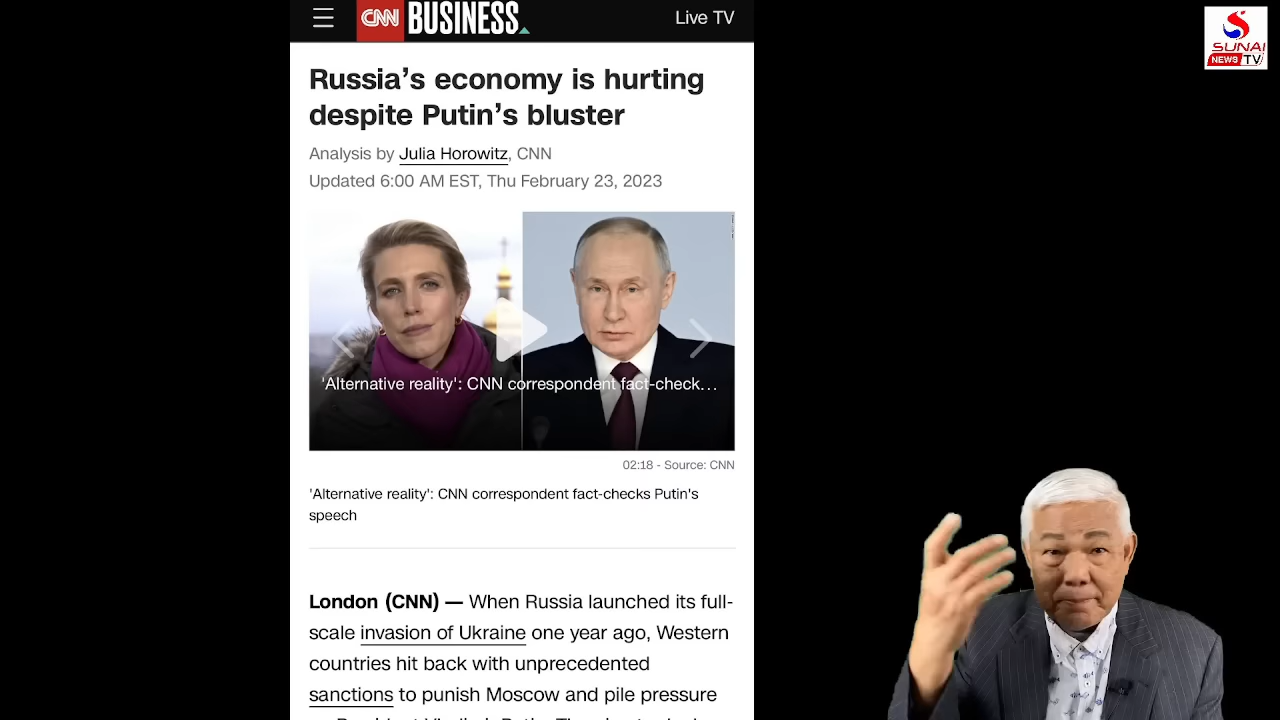 CNN BUSINESS
Live TV
SUNAI
NEWS TV
Russia's economy is hurting
despite Putin's bluster
Analysis by Julia Horowitz, CNN
Updated 6:00 AM EST, Thu February 23, 2023
'Alternative reality': CNN correspondent fact-check...
02:18 - Source: CNN
'Alternative reality': CNN correspondent fact-checks Putin's
speech
London (CNN) — When Russia launched its full-
scale invasion of Ukraine one year ago, Western
countries hit back with unprecedented
sanctions to punish Moscow and pile pressure